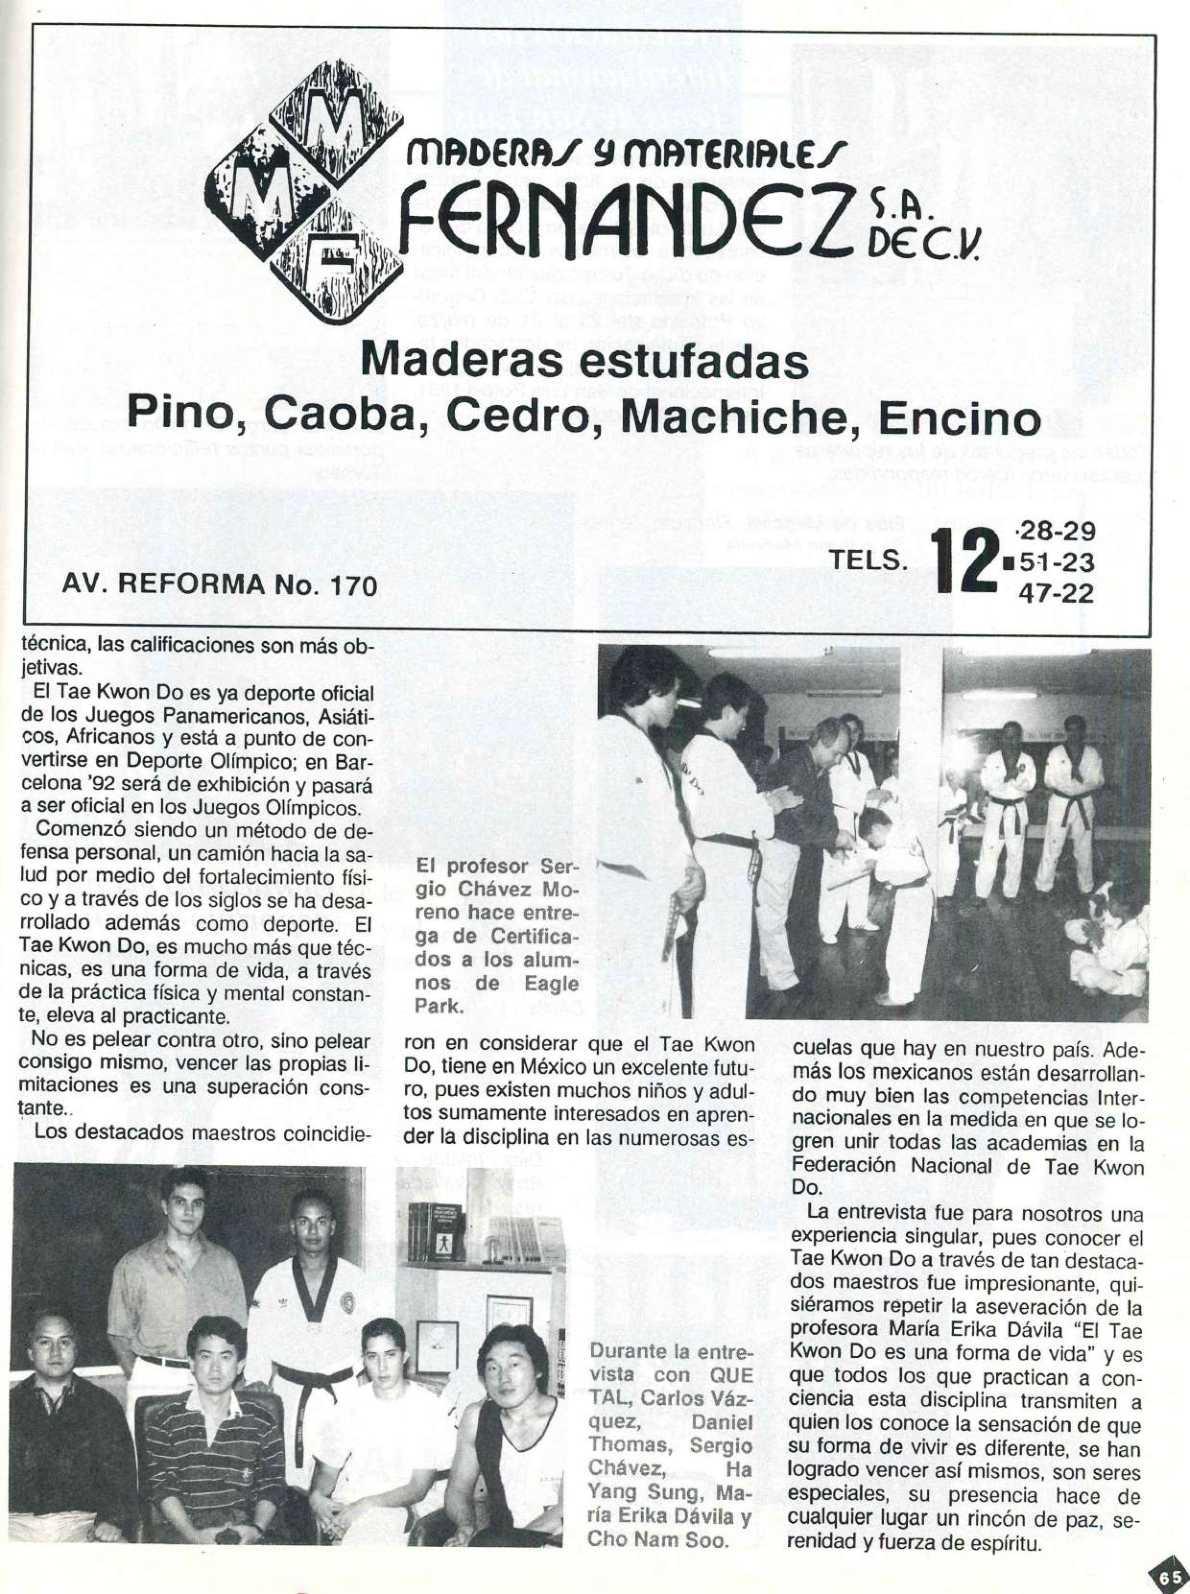 M
M
F
MADERAS Y MATERIALES
FERNANDEZ S.A.
DE C.V.
Maderas estufadas
Pino, Caoba, Cedro, Machiche, Encino
AV. REFORMA No. 170
TELS. 12
28-29
51-23
47-22
técnica, las calificaciones son más ob-
jetivas.
El Tae Kwon Do es ya deporte oficial
de los Juegos Panamericanos, Asiáti-
cos, Africanos y está a punto de con-
vertirse en Deporte Olímpico; en Bar-
celona '92 será de exhibición y pasará
a ser oficial en los Juegos Olímpicos.
Comenzó siendo un método de de-
fensa personal, un camión hacia la sa-
lud por medio del fortalecimiento físi-
co y a través de los siglos se ha desa-
rrollado además como deporte. El
Tae Kwon Do, es mucho más que téc-
nicas, es una forma de vida, a través
de la práctica física y mental constan-
te, eleva al practicante.
No es pelear contra otro, sino pelear
consigo mismo, vencer las propias li-
mitaciones es una superación cons-
tante..
Los destacados maestros coincidie-
El profesor Ser-
gio Chávez Mo-
reno hace entre-
ga de Certifica-
dos a los alum-
nos de Eagle
Park.
ron en considerar que el Tae Kwon
Do, tiene en México un excelente futu-
ro, pues existen muchos niños y adul-
tos sumamente interesados en apren-
der la disciplina en las numerosas es-
cuelas que hay en nuestro país. Ade-
más los mexicanos están desarrollan-
do muy bien las competencias Inter-
nacionales en la medida en que se lo-
gren unir todas las academias en la
Federación Nacional de Tae Kwon
Do.
La entrevista fue para nosotros una
experiencia singular, pues conocer el
Tae Kwon Do a través de tan destaca-
dos maestros fue impresionante, qui-
siéramos repetir la aseveración de la
profesora María Erika Dávila "El Tae
Kwon Do es una forma de vida" y es
que todos los que practican a con-
ciencia esta disciplina transmiten a
quien los conoce la sensación de que
su forma de vivir es diferente, se han
logrado vencer así mismos, son seres
especiales, su presencia hace de
cualquier lugar un rincón de paz, se-
renidad y fuerza de espíritu.
Durante la entre-
vista con QUE
TAL, Carlos Váz-
quez, Daniel
Thomas, Sergio
Chávez, Ha
Yang Sung, Ma-
ría Erika Dávila y
Cho Nam Soo.
65